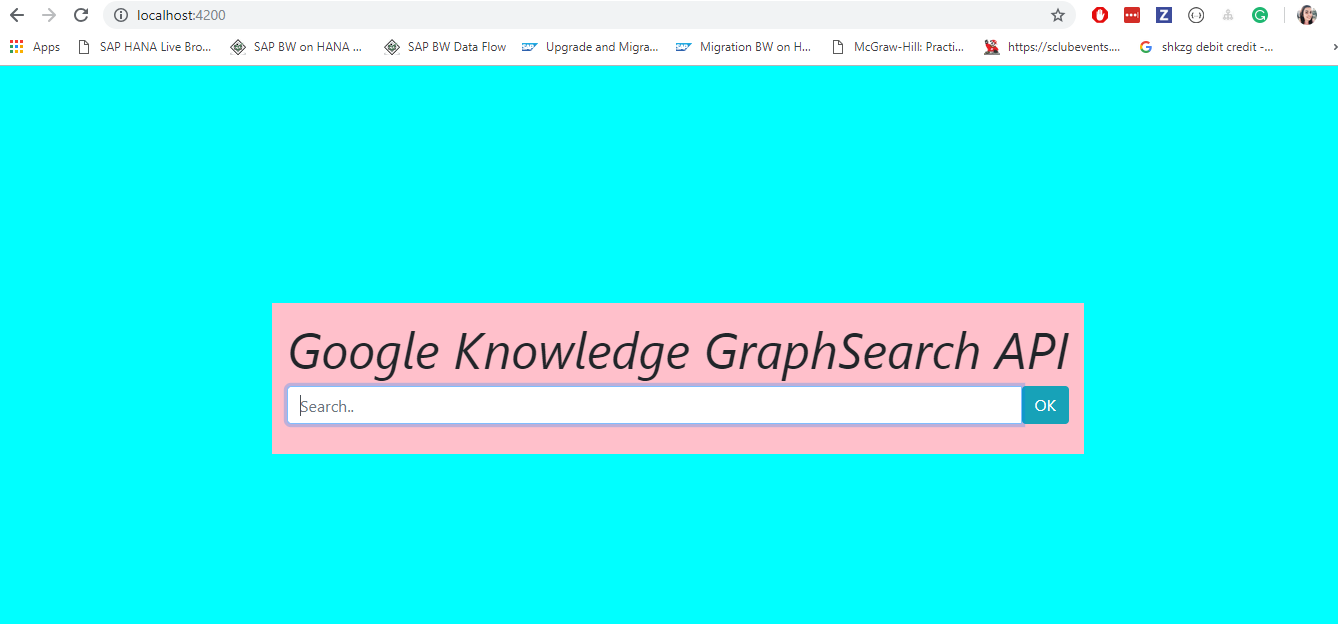 localhost:4200
Apps SAP HANA Live Bro... SAP BW on HANA ... SAP BW Data Flow Upgrade and Migra... Migration BW on H... McGraw-Hill: Practi... https://sclubevents.... shkzg debit credit -...
Google Knowledge GraphSearch API
Search.. OK